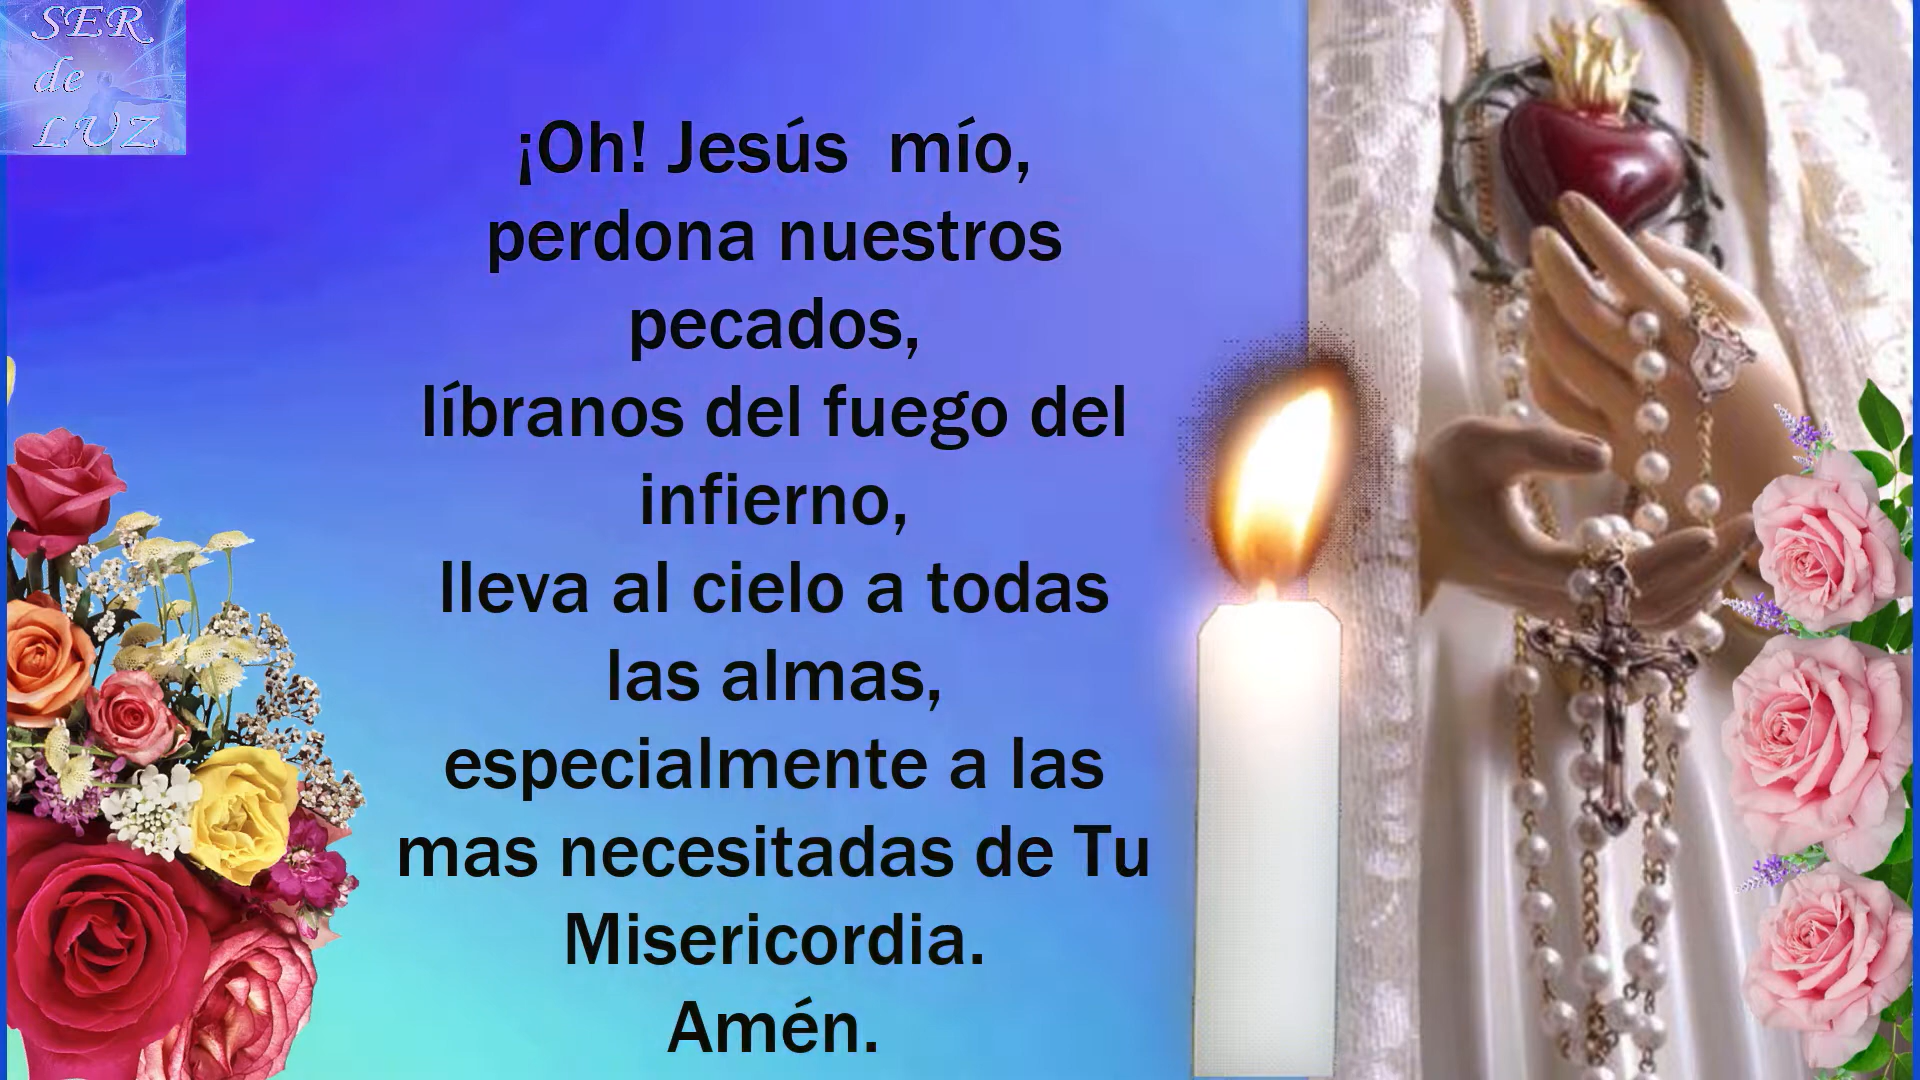 SER
de
LUZ
¡Oh! Jesús mío,
perdona nuestros
pecados,
líbranos del fuego del
infierno,
lleva al cielo a todas
las almas,
especialmente a las
mas necesitadas de Tu
Misericordia.
Amén.